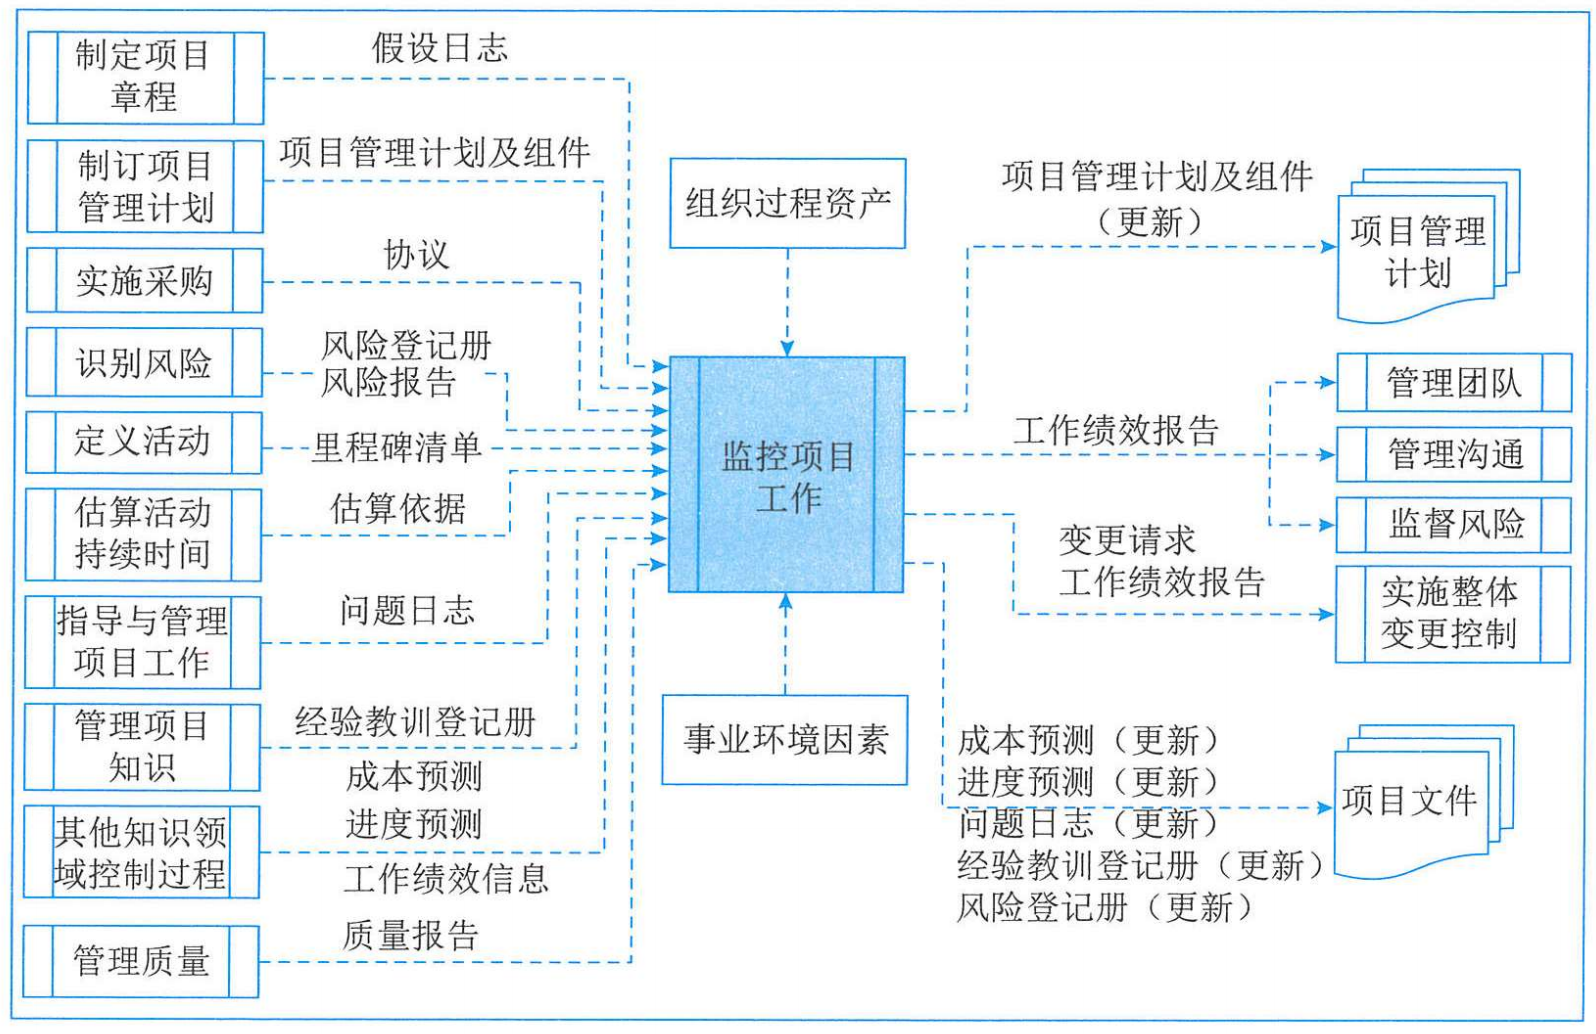 制定项目
章程
假设日志
制订项目
管理计划
项目管理计划及组件
实施采购
协议
识别风险
风险登记册
风险报告
定义活动
里程碑清单
估算活动
持续时间
估算依据
指导与管理
项目工作
问题日志
管理项目
知识
经验教训登记册
其他知识领
域控制过程
成本预测
进度预测
工作绩效信息
管理质量
质量报告
组织过程资产
监控项目
工作
事业环境因素
项目管理计划及组件
（更新）
项目管理
计划
工作绩效报告
管理团队
管理沟通
监督风险
变更请求
工作绩效报告
实施整体
变更控制
成本预测（更新）
进度预测（更新）
问题日志（更新）
经验教训登记册（更新）
风险登记册（更新）
项目文件